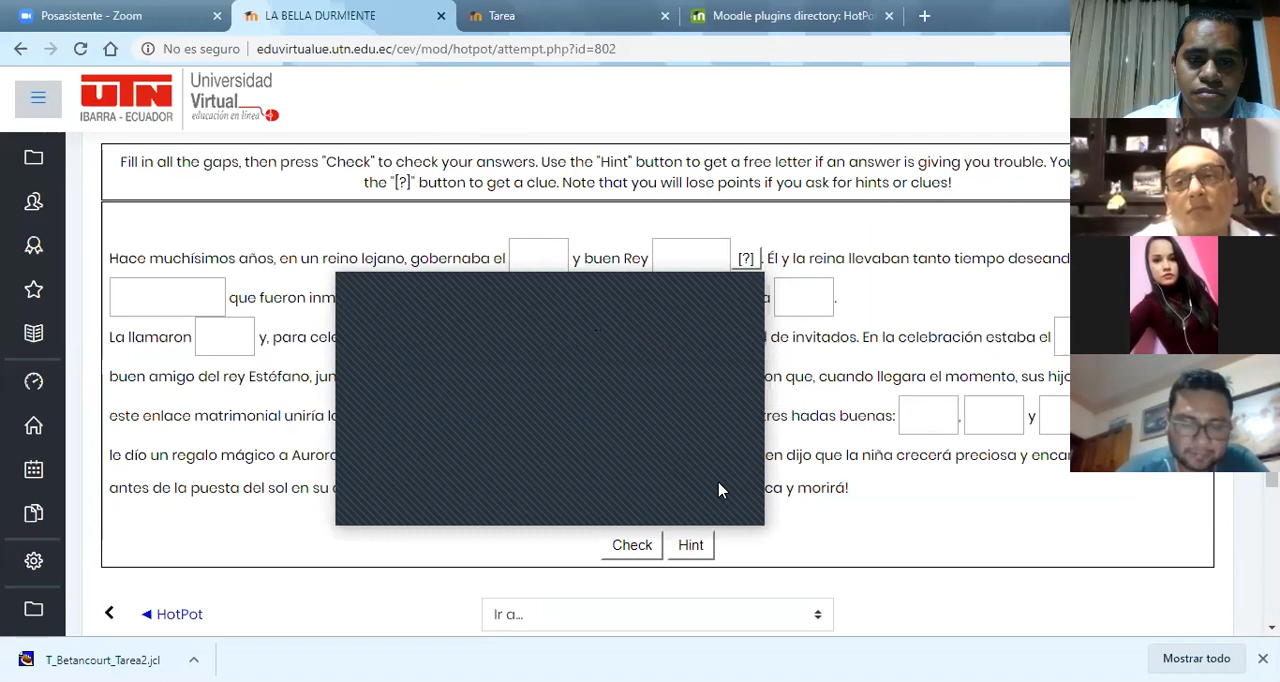 Posasistente - Zoom
LA BELLA DURMIENTE
Tarea
Moodle plugins directory: HotPo
No es seguro
eduvirtualue.utn.edu.ec/cev/mod/hotpot/attempt.php?id=802
UTN
IBARRA - ECUADOR
Universidad
Virtual
educación en línea
Fill in all the gaps, then press "Check" to check your answers. Use the "Hint" button to get a free letter if an answer is giving you trouble. You
the "[?]" button to get a clue. Note that you will lose points if you ask for hints or clues!
Hace muchísimos años, en un reino lejano, gobernaba el y buen Rey [?] . Él y la reina llevaban tanto tiempo deseand
que fueron inm a .
La llamaron y, para cele d de invitados. En la celebración estaba el
buen amigo del rey Estéfano, jun on que, cuando llegara el momento, sus hijo
este enlace matrimonial uniría lo tres hadas buenas: , y
le dío un regalo mágico a Aurora en dijo que la niña crecerá preciosa y encan
antes de la puesta del sol en su ca y morirá!
Check
Hint
◄ HotPot
Ir a...
T_Betancourt_Tarea2.jcl
Mostrar todo